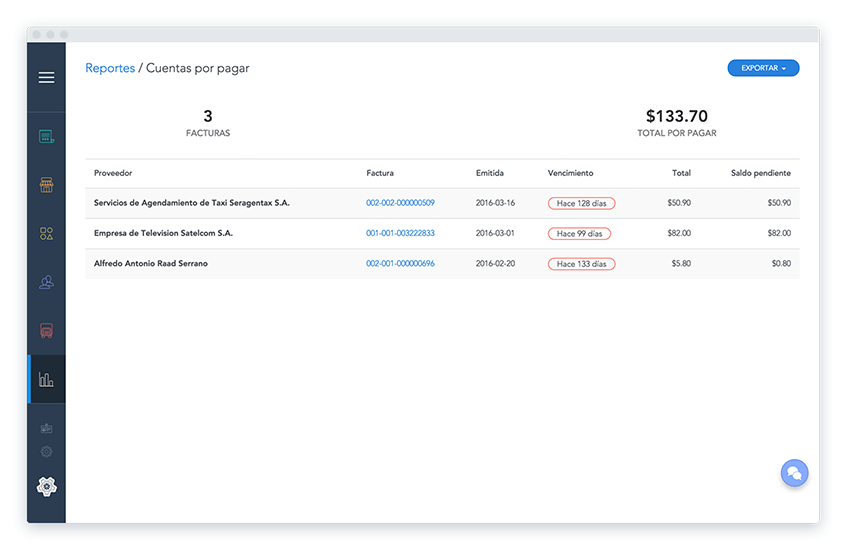 Reportes / Cuentas por pagar
EXPORTAR
3
FACTURAS
$133.70
TOTAL POR PAGAR
Proveedor Factura Emitida Vencimiento Total Saldo pendiente
Servicios de Agendamiento de Taxi Seragentax S.A. 002-002-000000509 2016-03-16 Hace 128 días $50.90 $50.90
Empresa de Television Satelcom S.A. 001-001-003222833 2016-03-01 Hace 99 días $82.00 $82.00
Alfredo Antonio Raad Serrano 002-001-000000696 2016-02-20 Hace 133 días $5.80 $0.80